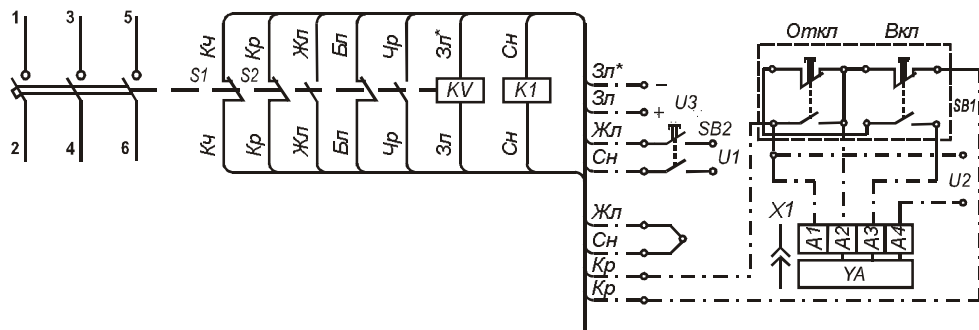 1 3 5
2 4 6
S1 S2
Кч Кр Жл Бл Чр Зл* Сн
KV K1
Кч Кр Жл Бл Чр Зл Сн
Зл* −
Зл +
U3
Жл SB2
Сн U1
Жл
Сн
Кр
Кр
Откл Вкл
SB1
U2
X1
A1 A2 A3 A4
YA